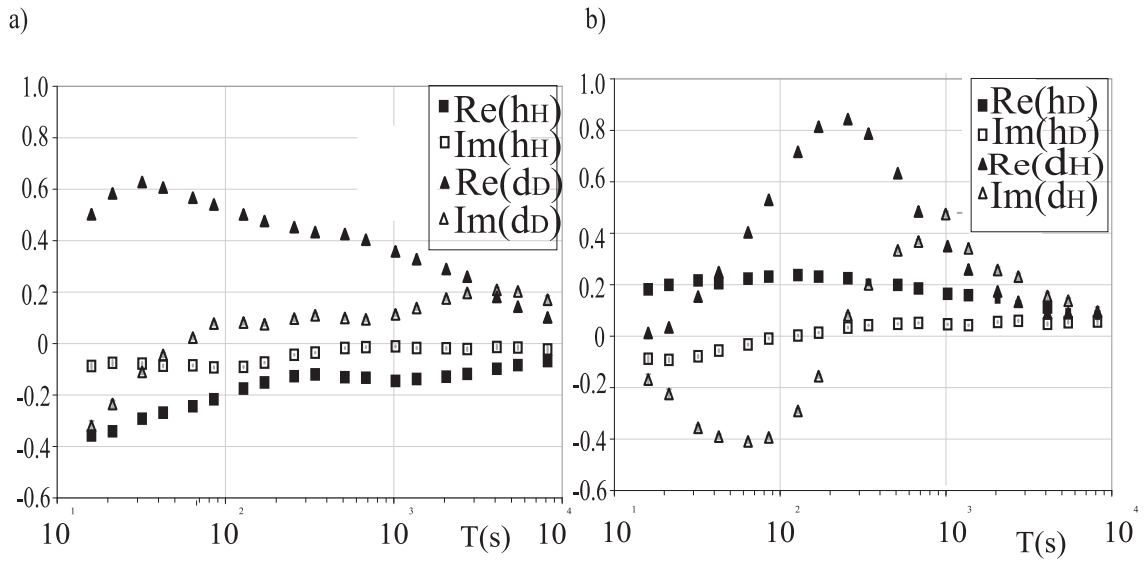 a)
1.0
0.8
0.6
0.4
0.2
0
-0.2
-0.4
-0.6
Re(hH)
Im(hH)
Re(dD)
Im(dD)
10 1
10 2
10 3
10 4
T(s)
b)
1.0
0.8
0.6
0.4
0.2
0
-0.2
-0.4
-0.6
Re(hD)
Im(hD)
Re(dH)
Im(dH)
10 1
10 2
10 3
10 4
T(s)